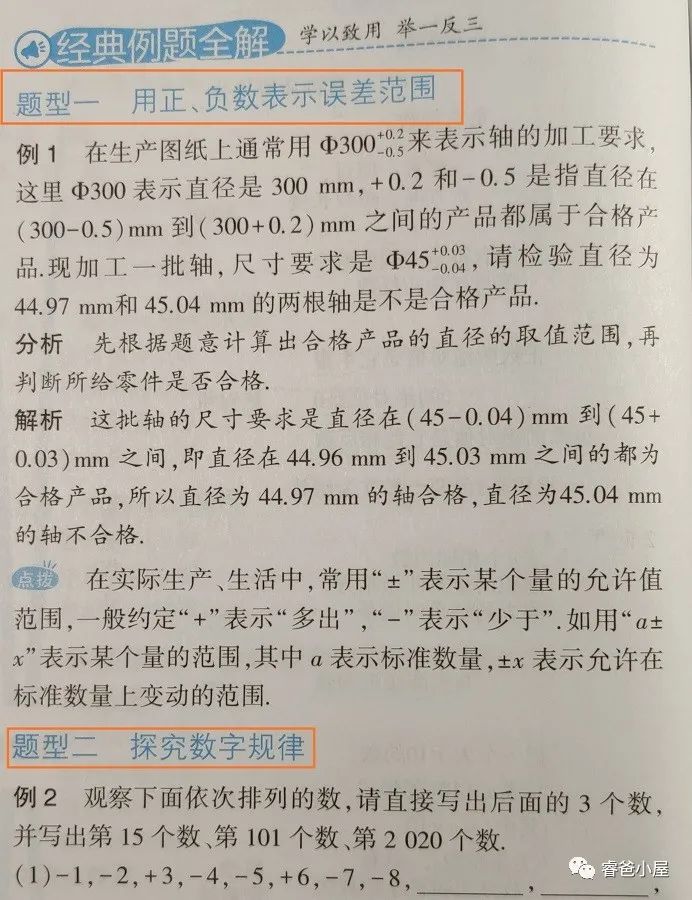 经典例题全解 学以致用 举一反三
题型一 用正、负数表示误差范围
例1 在生产图纸上通常用 Φ300+0.2-0.5来表示轴的加工要求,
这里 Φ300 表示直径是 300 mm,+0.2 和-0.5 是指直径在
(300-0.5)mm 到(300+0.2)mm 之间的产品都属于合格产
品.现加工一批轴,尺寸要求是 Φ45+0.03-0.04,请检验直径为
44.97 mm和 45.04 mm 的两根轴是不是合格产品.
分析 先根据题意计算出合格产品的直径的取值范围,再
判断所给零件是否合格.
解析 这批轴的尺寸要求是直径在(45-0.04)mm 到(45+
0.03)mm 之间,即直径在 44.96 mm 到 45.03 mm 之间的都为
合格产品,所以直径为 44.97 mm 的轴合格,直径为45.04 mm
的轴不合格.
点拨 在实际生产、生活中,常用“±”表示某个量的允许值
范围,一般约定“+”表示“多出”,“-”表示“少于”.如用“a±
x”表示某个量的范围,其中 a 表示标准数量,±x 表示允许在
标准数量上变动的范围.
题型二 探究数字规律
例2 观察下面依次排列的数,请直接写出后面的 3 个数,
并写出第 15 个数、第 101 个数、第 2 020 个数.
(1)-1,-2,+3,-4,-5,+6,-7,-8,________,________,
睿爸小屋